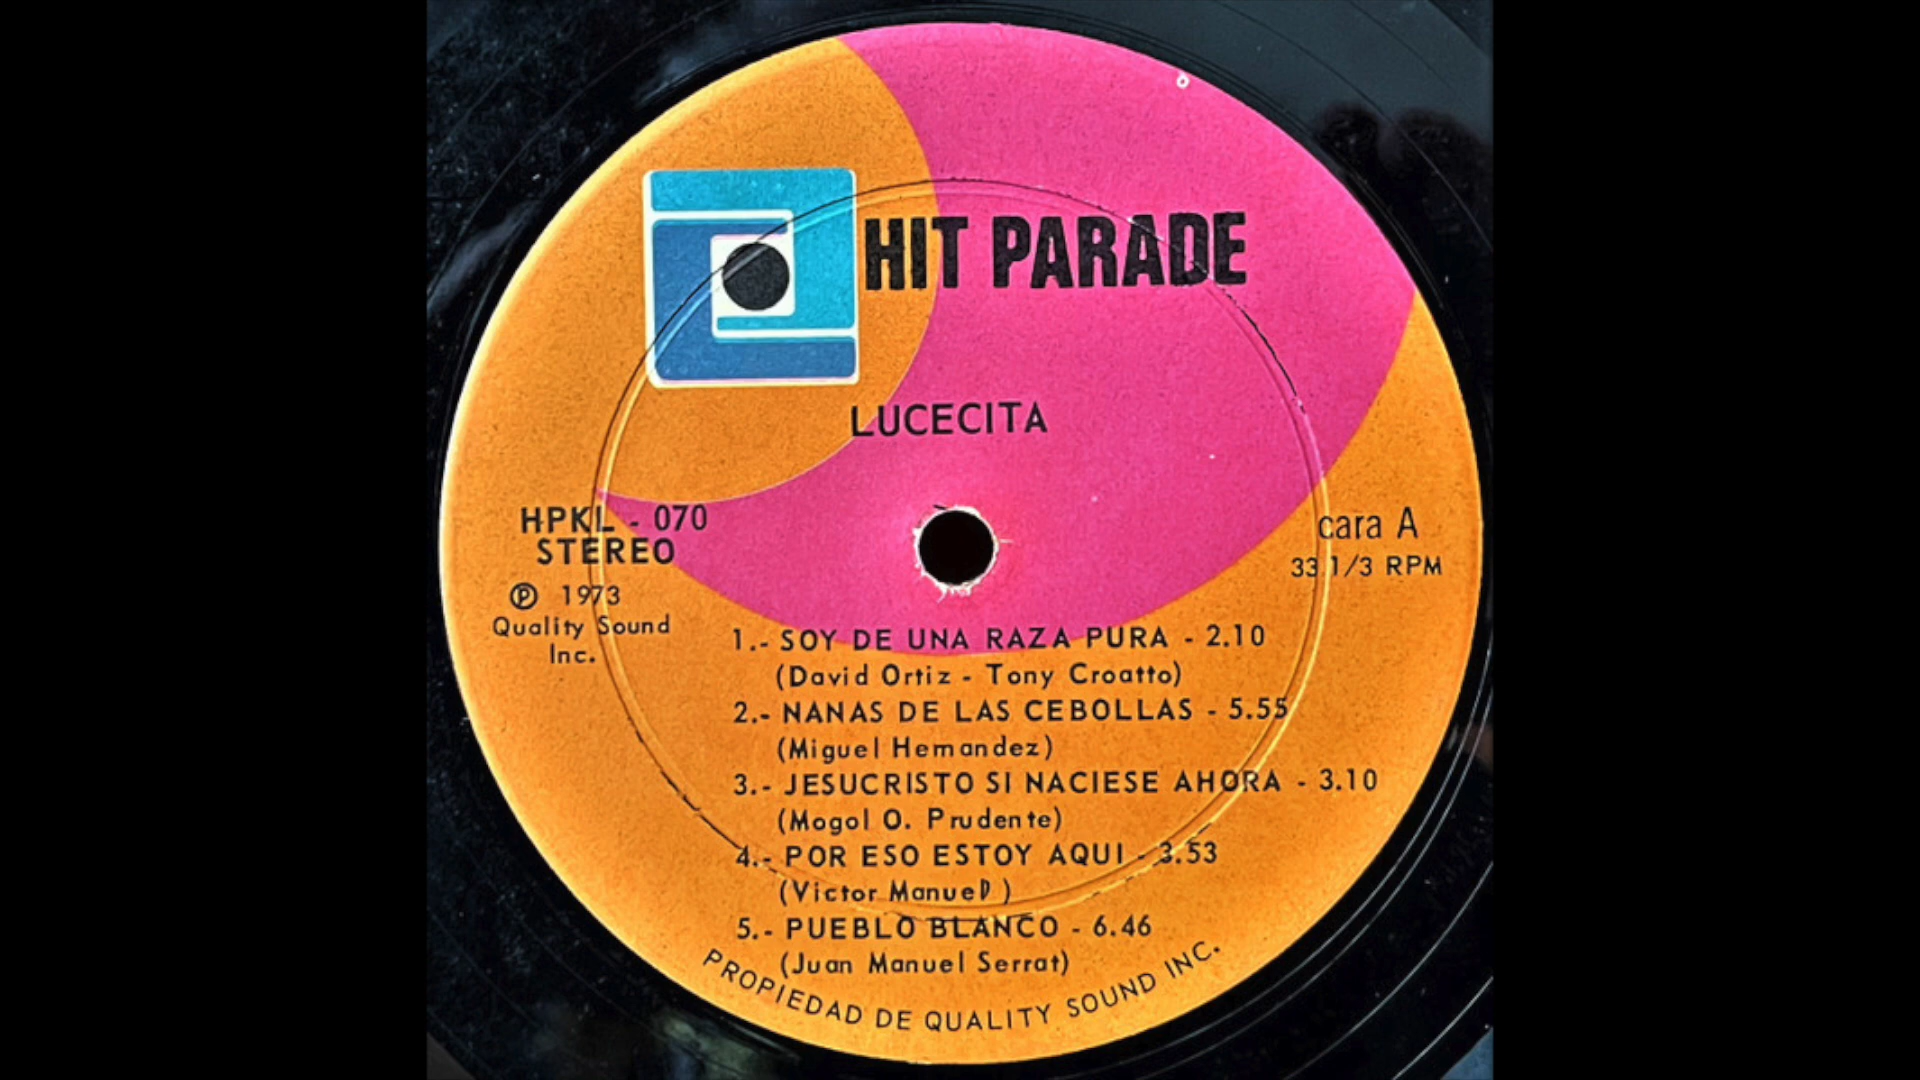 HIT PARADE
LUCECITA
HPKL - 070
STEREO
℗ 1973
Quality Sound
Inc.
cara A
33 1/3 RPM
1.- SOY DE UNA RAZA PURA - 2.10
(David Ortiz - Tony Croatto)
2.- NANAS DE LAS CEBOLLAS - 5.55
(Miguel Hernandez)
3.- JESUCRISTO SI NACIESE AHORA - 3.10
(Mogol O. Prudente)
4.- POR ESO ESTOY AQUI - 3.53
(Victor Manuel)
5.- PUEBLO BLANCO - 6.46
(Juan Manuel Serrat)
PROPIEDAD DE QUALITY SOUND INC.